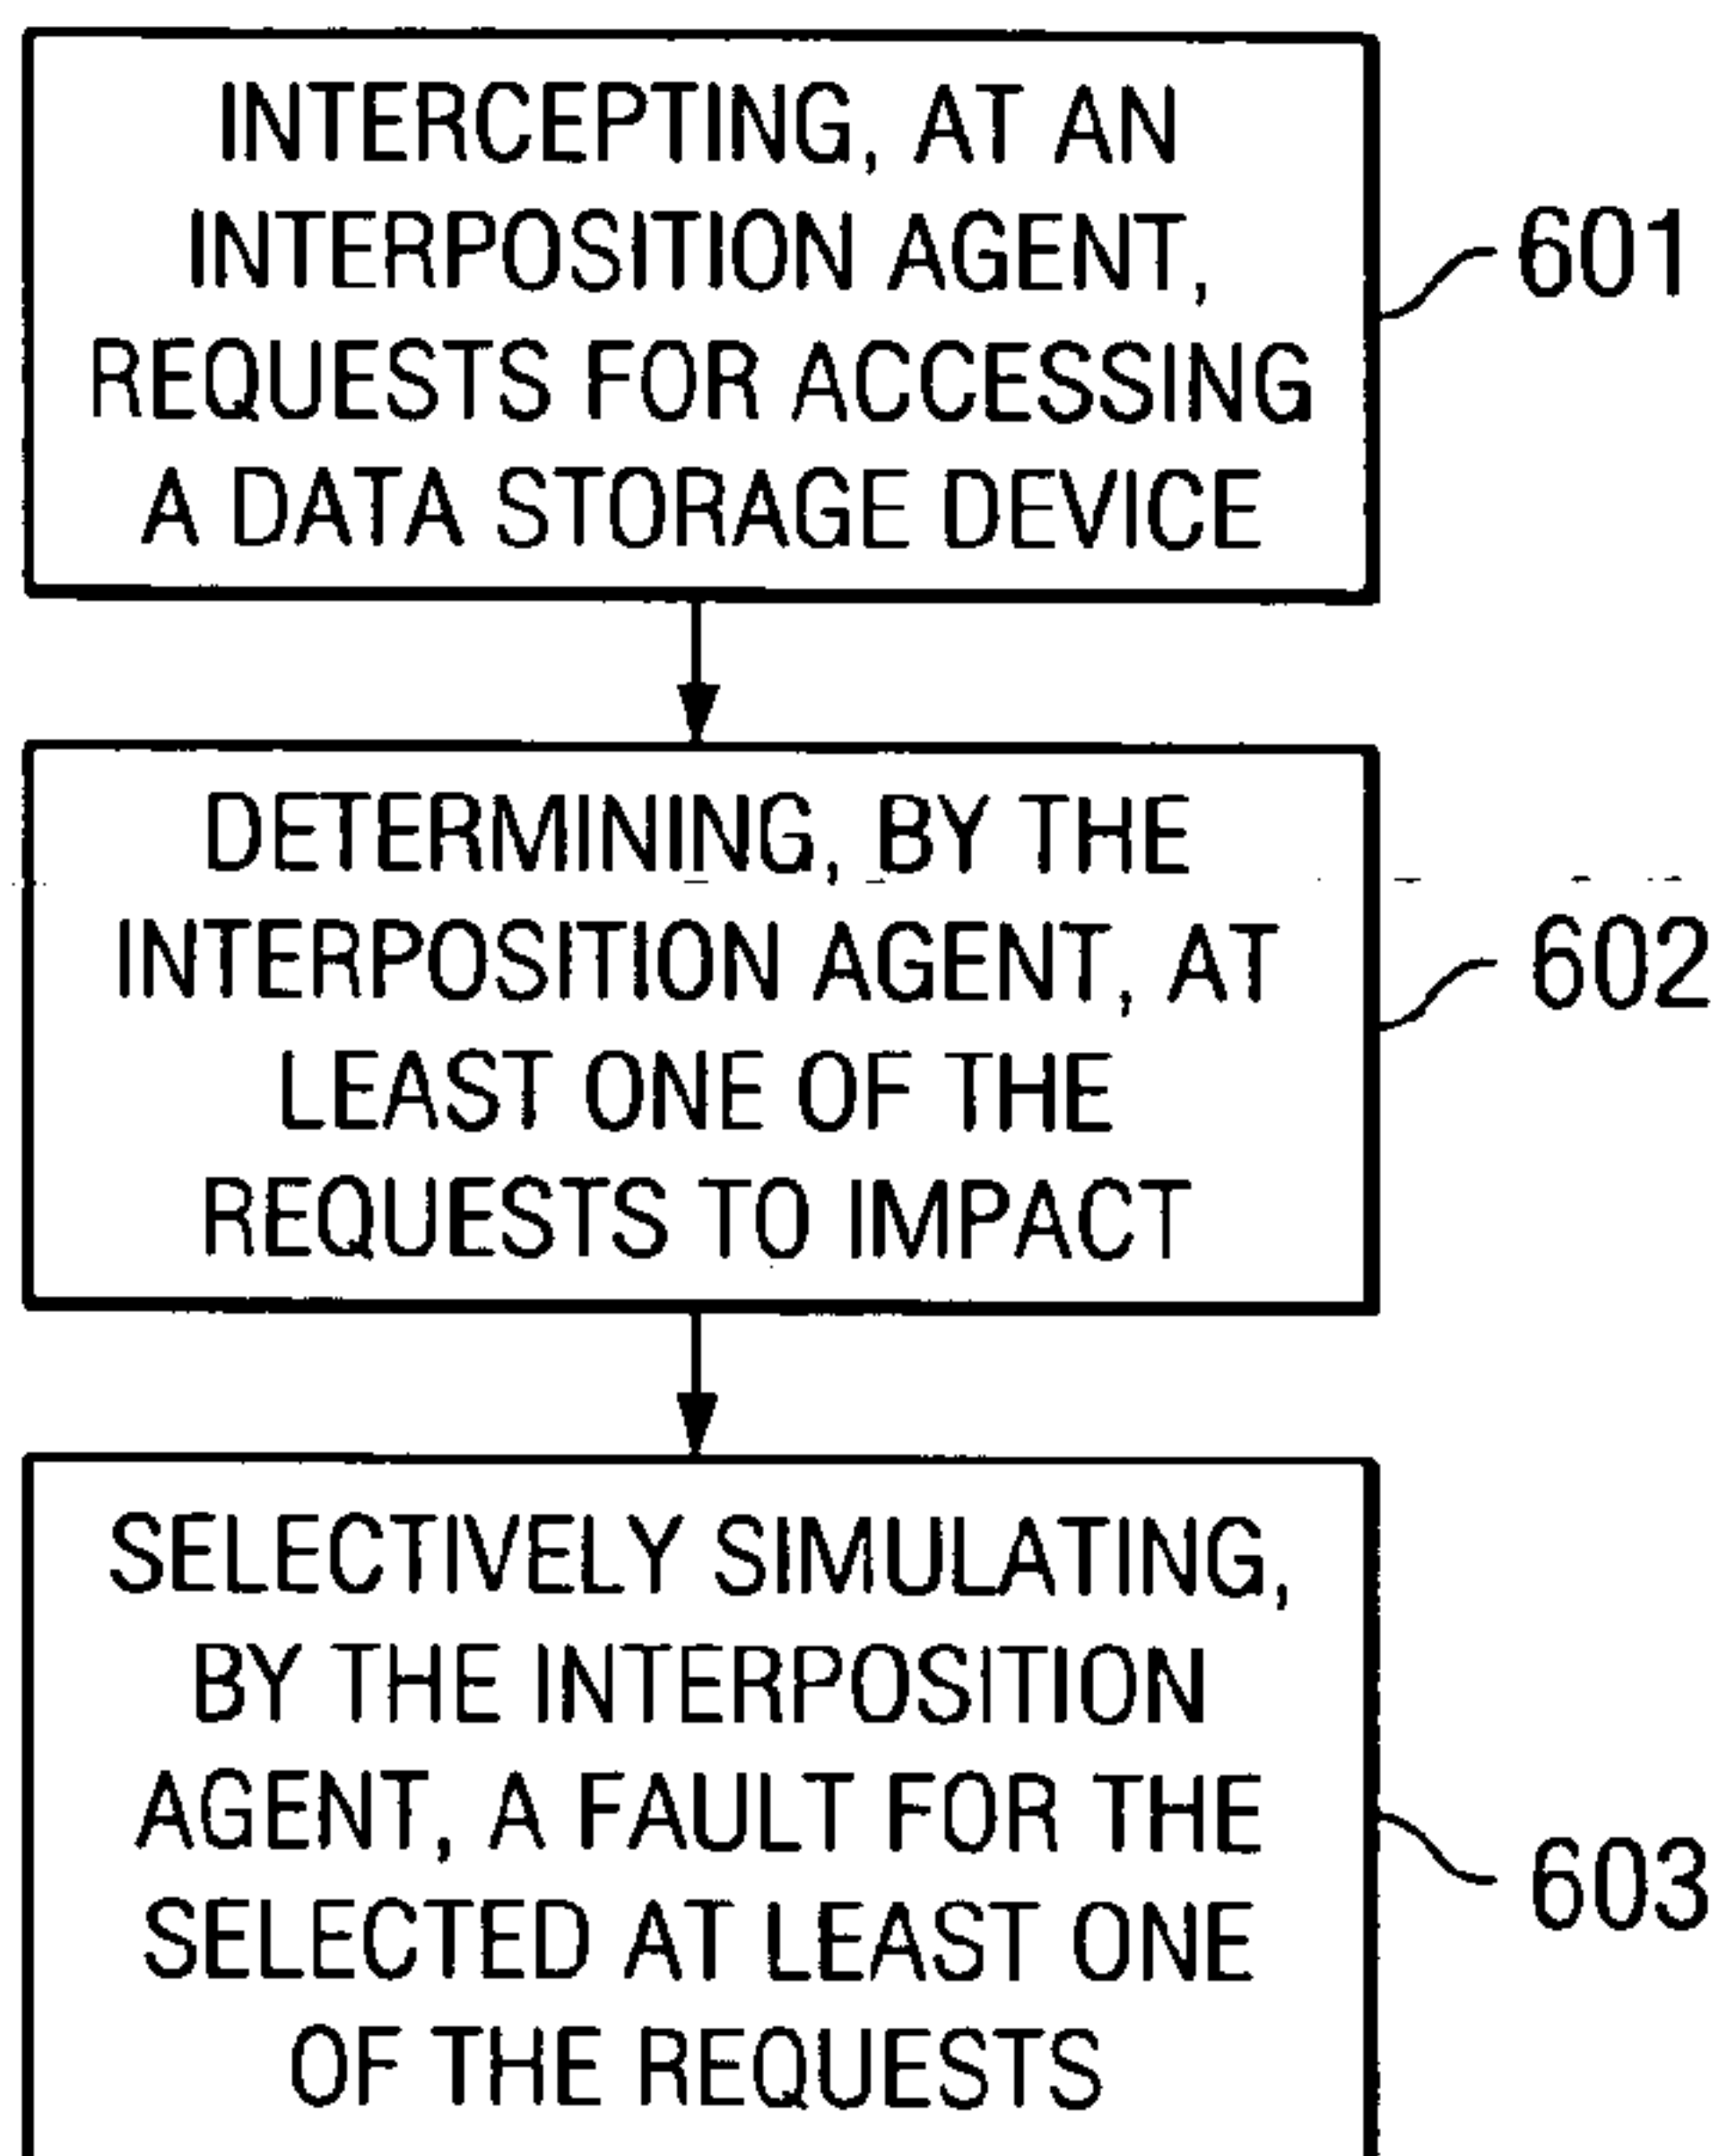 INTERCEPTING, AT AN
INTERPOSITION AGENT,
REQUESTS FOR ACCESSING
A DATA STORAGE DEVICE
601
DETERMINING, BY THE
INTERPOSITION AGENT, AT
LEAST ONE OF THE
REQUESTS TO IMPACT
602
SELECTIVELY SIMULATING,
BY THE INTERPOSITION
AGENT, A FAULT FOR THE
SELECTED AT LEAST ONE
OF THE REQUESTS
603